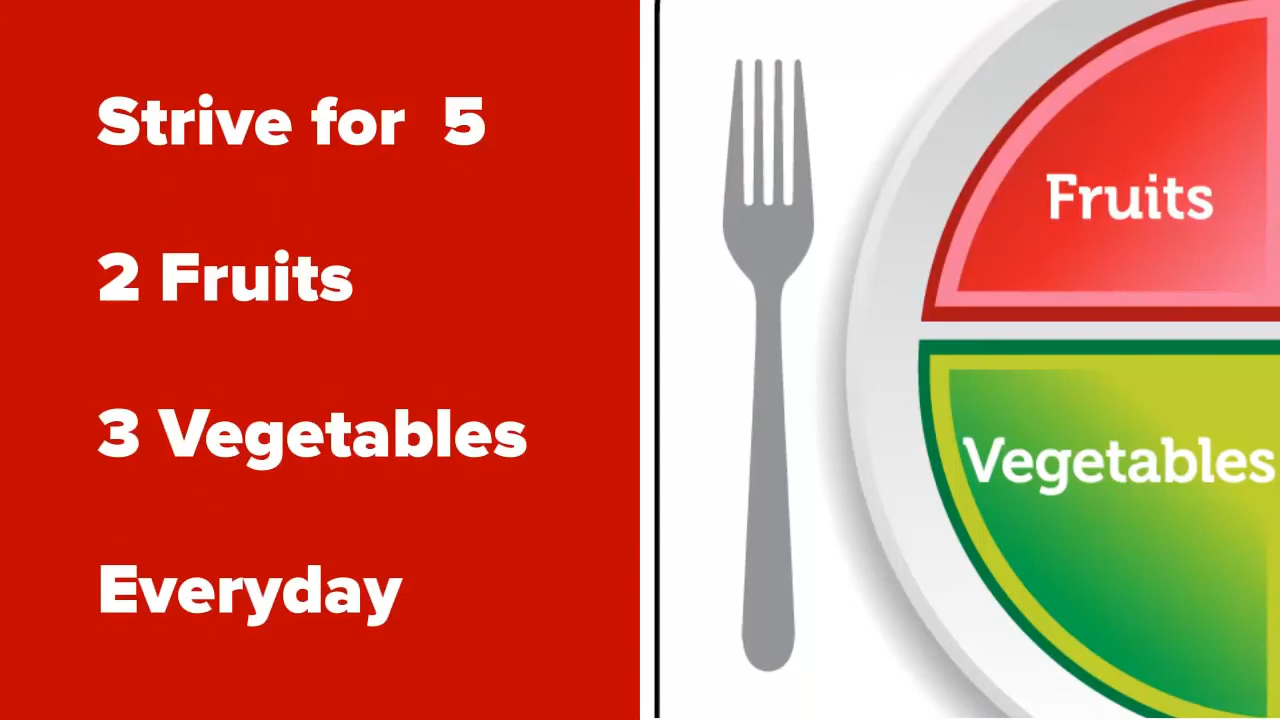 Strive for  5
2 Fruits
3 Vegetables
Everyday
Fruits
Vegetables